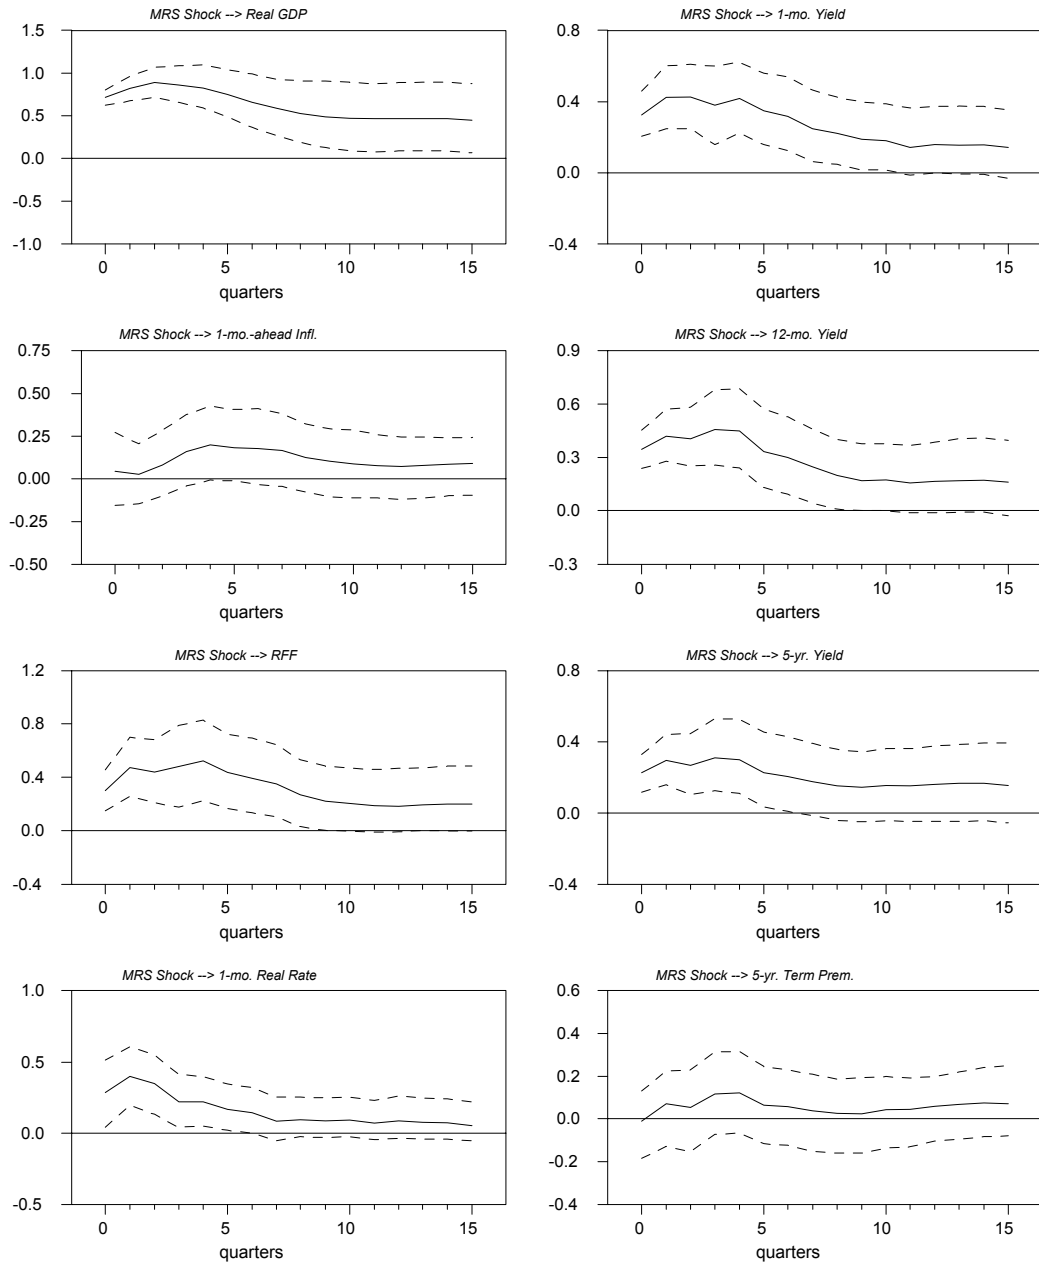 MRS Shock --> Real GDP
1.5
1.0
0.5
0.0
-0.5
-1.0
0 5 10 15
quarters
MRS Shock --> 1-mo. Yield
0.8
0.4
0.0
-0.4
0 5 10 15
quarters
MRS Shock --> 1-mo.-ahead Infl.
0.75
0.50
0.25
0.00
-0.25
-0.50
0 5 10 15
quarters
MRS Shock --> 12-mo. Yield
0.9
0.6
0.3
0.0
-0.3
0 5 10 15
quarters
MRS Shock --> RFF
1.2
0.8
0.4
0.0
-0.4
0 5 10 15
quarters
MRS Shock --> 5-yr. Yield
0.8
0.4
0.0
-0.4
0 5 10 15
quarters
MRS Shock --> 1-mo. Real Rate
1.0
0.5
0.0
-0.5
0 5 10 15
quarters
MRS Shock --> 5-yr. Term Prem.
0.6
0.4
0.2
0.0
-0.2
-0.4
0 5 10 15
quarters